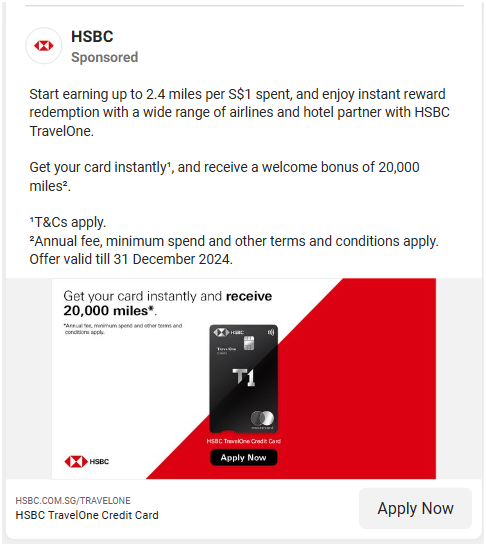 HSBC
Sponsored
Start earning up to 2.4 miles per S$1 spent, and enjoy instant reward
redemption with a wide range of airlines and hotel partner with HSBC
TravelOne.
Get your card instantly¹, and receive a welcome bonus of 20,000
miles².
¹T&Cs apply.
²Annual fee, minimum spend and other terms and conditions apply.
Offer valid till 31 December 2024.
Get your card instantly and receive
20,000 miles*.
*Annual fee, minimum spend and other terms and
conditions apply.
HSBC
TravelOne
T1
mastercard
HSBC TravelOne Credit Card
Apply Now
HSBC
HSBC.COM.SG/TRAVELONE
HSBC TravelOne Credit Card
Apply Now